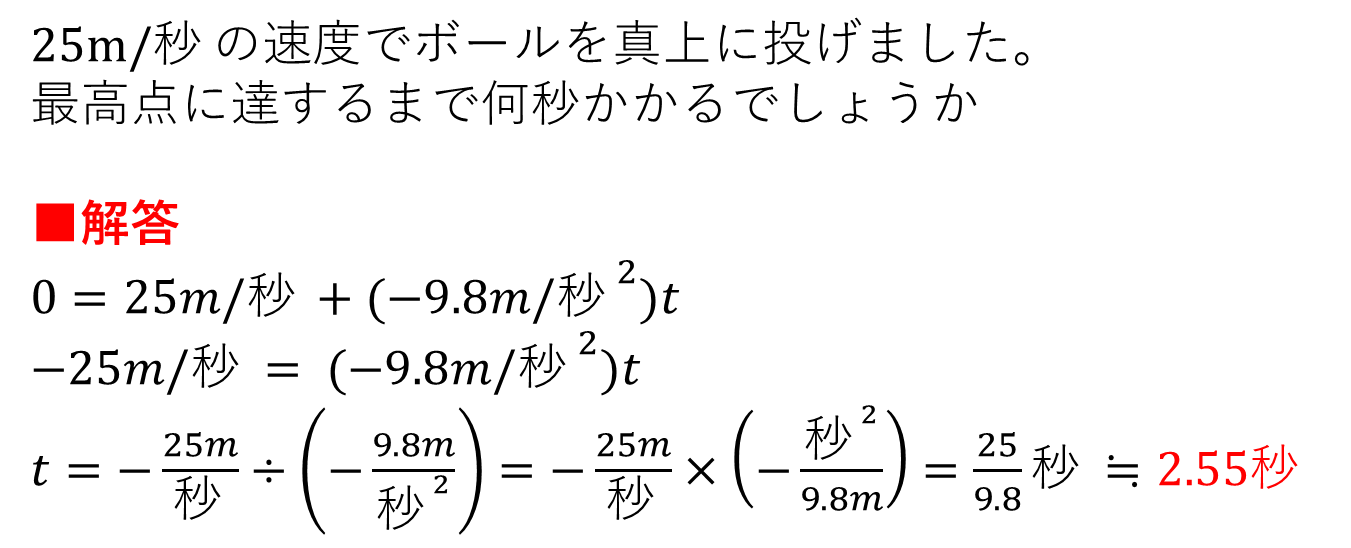 25m/秒 の速度でボールを真上に投げました。
最高点に達するまで何秒かかるでしょうか
■解答
0 = 25m/秒 + (−9.8m/秒²)t
−25m/秒 = (−9.8m/秒²)t
t = −25m/秒 ÷ (−9.8m/秒²) = −25m/秒 × (−秒²/9.8m) = 25/9.8 秒 ≒ 2.55秒